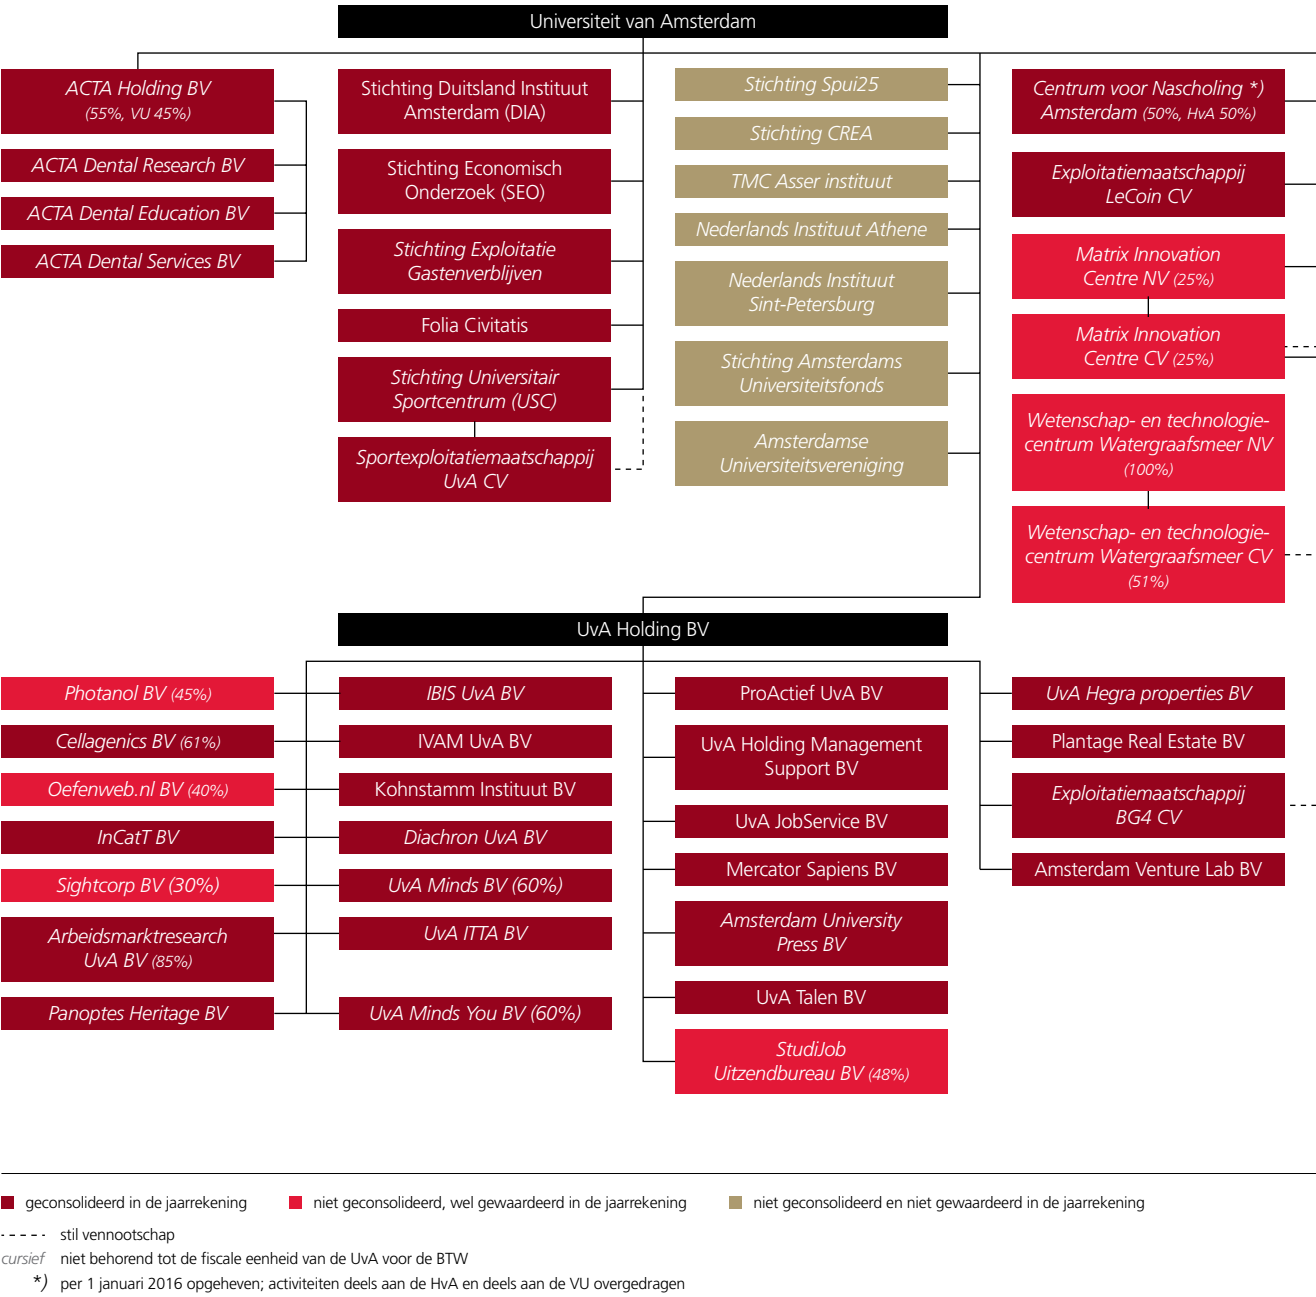 Universiteit van Amsterdam
ACTA Holding BV
(55%, VU 45%)
ACTA Dental Research BV
ACTA Dental Education BV
ACTA Dental Services BV
Stichting Duitsland Instituut
Amsterdam (DIA)
Stichting Economisch
Onderzoek (SEO)
Stichting Exploitatie
Gastenverblijven
Folia Civitatis
Stichting Universitair
Sportcentrum (USC)
Sportexploitatiemaatschappij
UvA CV
Stichting Spui25
Stichting CREA
TMC Asser instituut
Nederlands Instituut Athene
Nederlands Instituut
Sint-Petersburg
Stichting Amsterdams
Universiteitsfonds
Amsterdamse
Universiteitsvereniging
Centrum voor Nascholing *)
Amsterdam (50%, HvA 50%)
Exploitatiemaatschappij
LeCoin CV
Matrix Innovation
Centre NV (25%)
Matrix Innovation
Centre CV (25%)
Wetenschap- en technologie-
centrum Watergraafsmeer NV
(100%)
Wetenschap- en technologie-
centrum Watergraafsmeer CV
(51%)
UvA Holding BV
Photanol BV (45%)
Cellagenics BV (61%)
Oefenweb.nl BV (40%)
InCatT BV
Sightcorp BV (30%)
Arbeidsmarktresearch
UvA BV (85%)
Panoptes Heritage BV
IBIS UvA BV
IVAM UvA BV
Kohnstamm Instituut BV
Diachron UvA BV
UvA Minds BV (60%)
UvA ITTA BV
UvA Minds You BV (60%)
ProActief UvA BV
UvA Holding Management
Support BV
UvA JobService BV
Mercator Sapiens BV
Amsterdam University
Press BV
UvA Talen BV
StudiJob
Uitzendbureau BV (48%)
UvA Hegra properties BV
Plantage Real Estate BV
Exploitatiemaatschappij
BG4 CV
Amsterdam Venture Lab BV
geconsolideerd in de jaarrekening
niet geconsolideerd, wel gewaardeerd in de jaarrekening
niet geconsolideerd en niet gewaardeerd in de jaarrekening
stil vennootschap
cursief niet behorend tot de fiscale eenheid van de UvA voor de BTW
*) per 1 januari 2016 opgeheven; activiteiten deels aan de HvA en deels aan de VU overgedragen